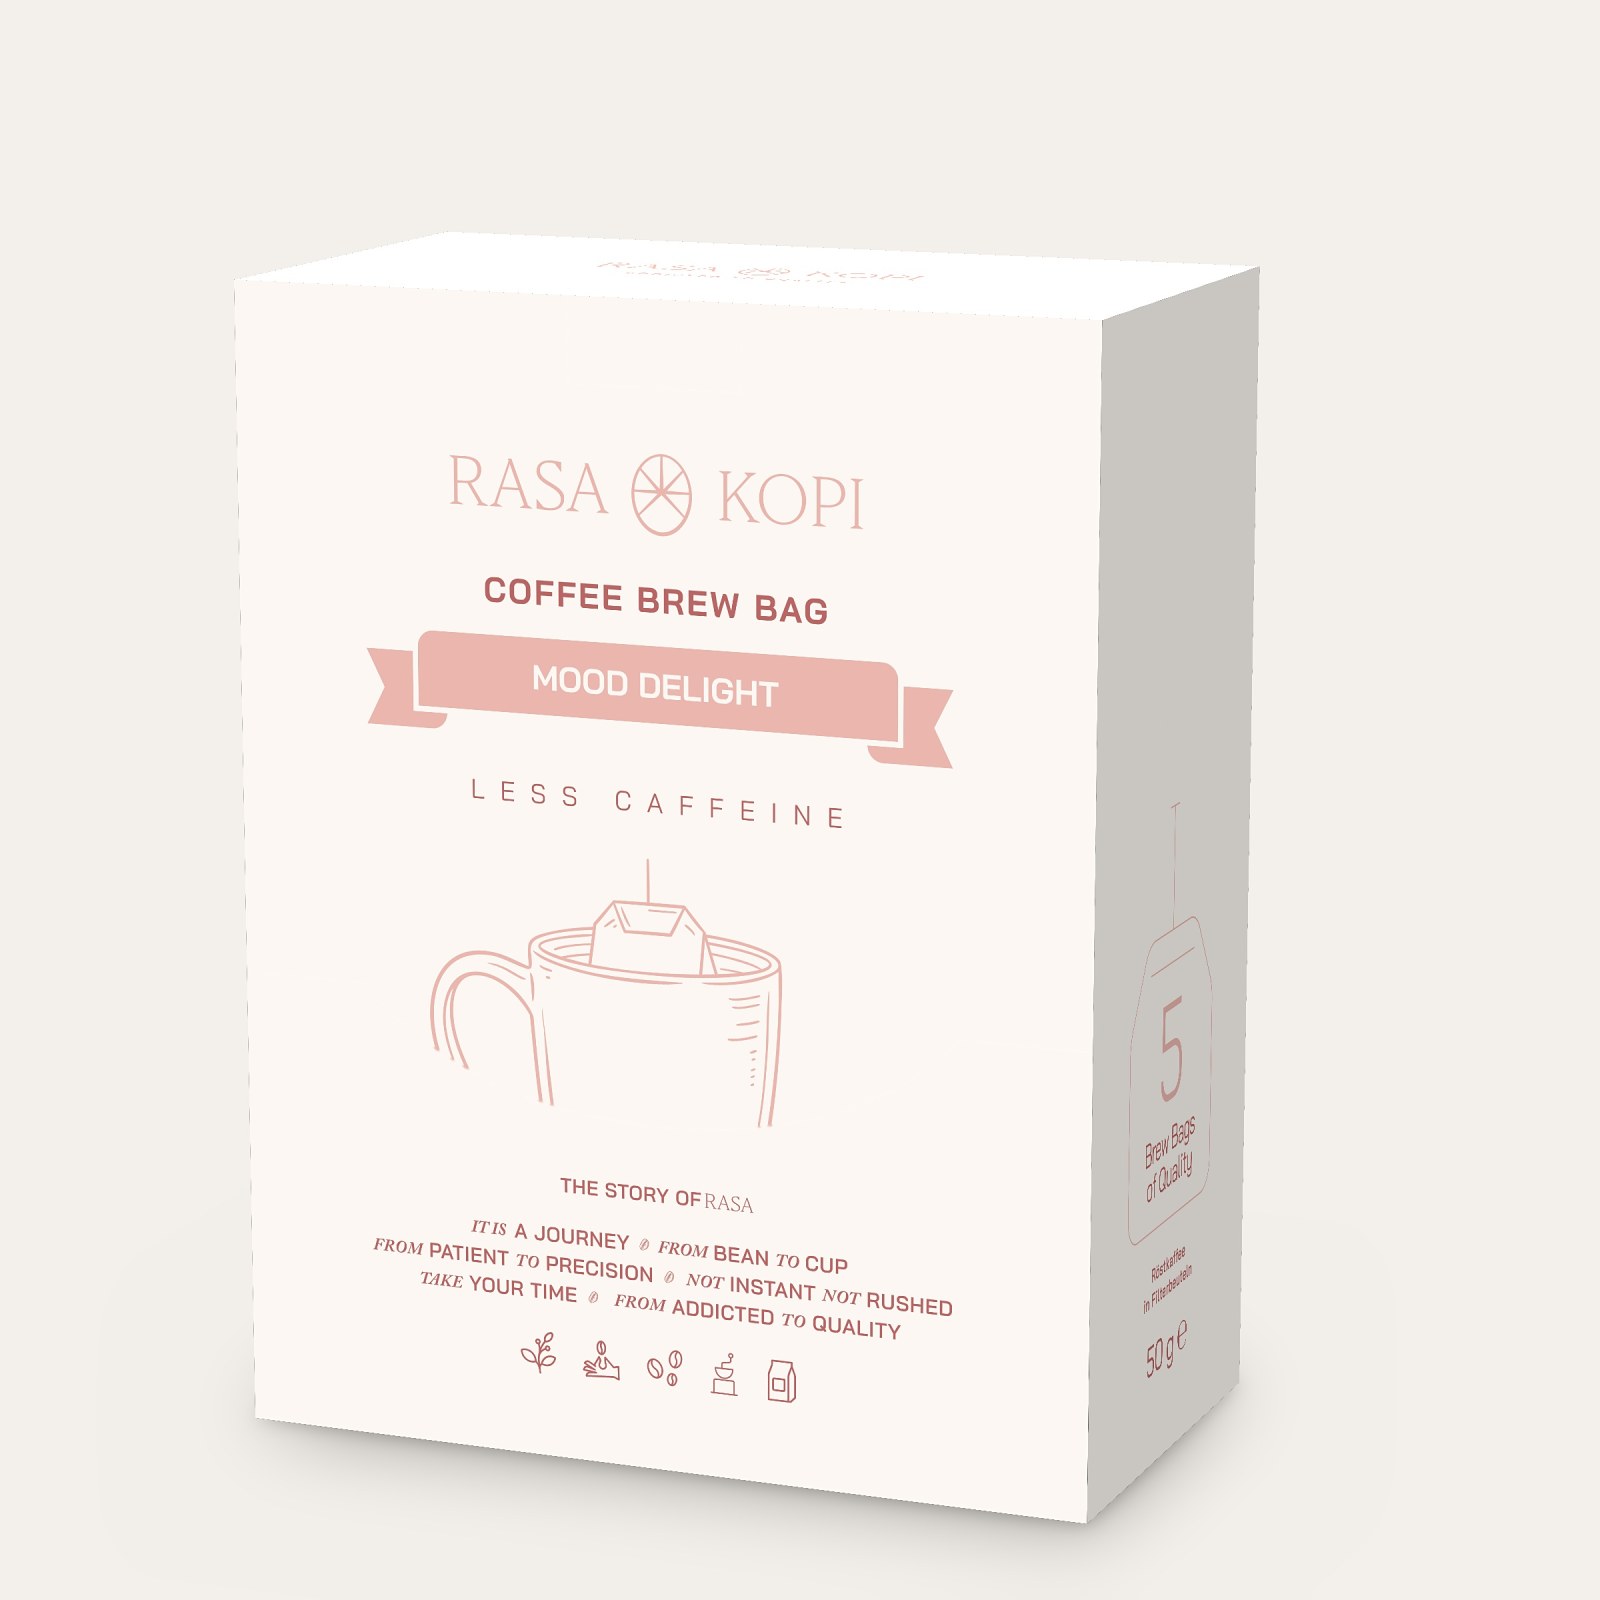 RASA KOPI
RASA KOPI
COFFEE BREW BAG
MOOD DELIGHT
LESS CAFFEINE
THE STORY OF RASA
IT IS A JOURNEY FROM BEAN TO CUP
FROM PATIENT TO PRECISION NOT INSTANT NOT RUSHED
TAKE YOUR TIME FROM ADDICTED TO QUALITY
5
Brew Bags
of Quality
Röstkaffee
in Filterbeuteln
50 g ℮